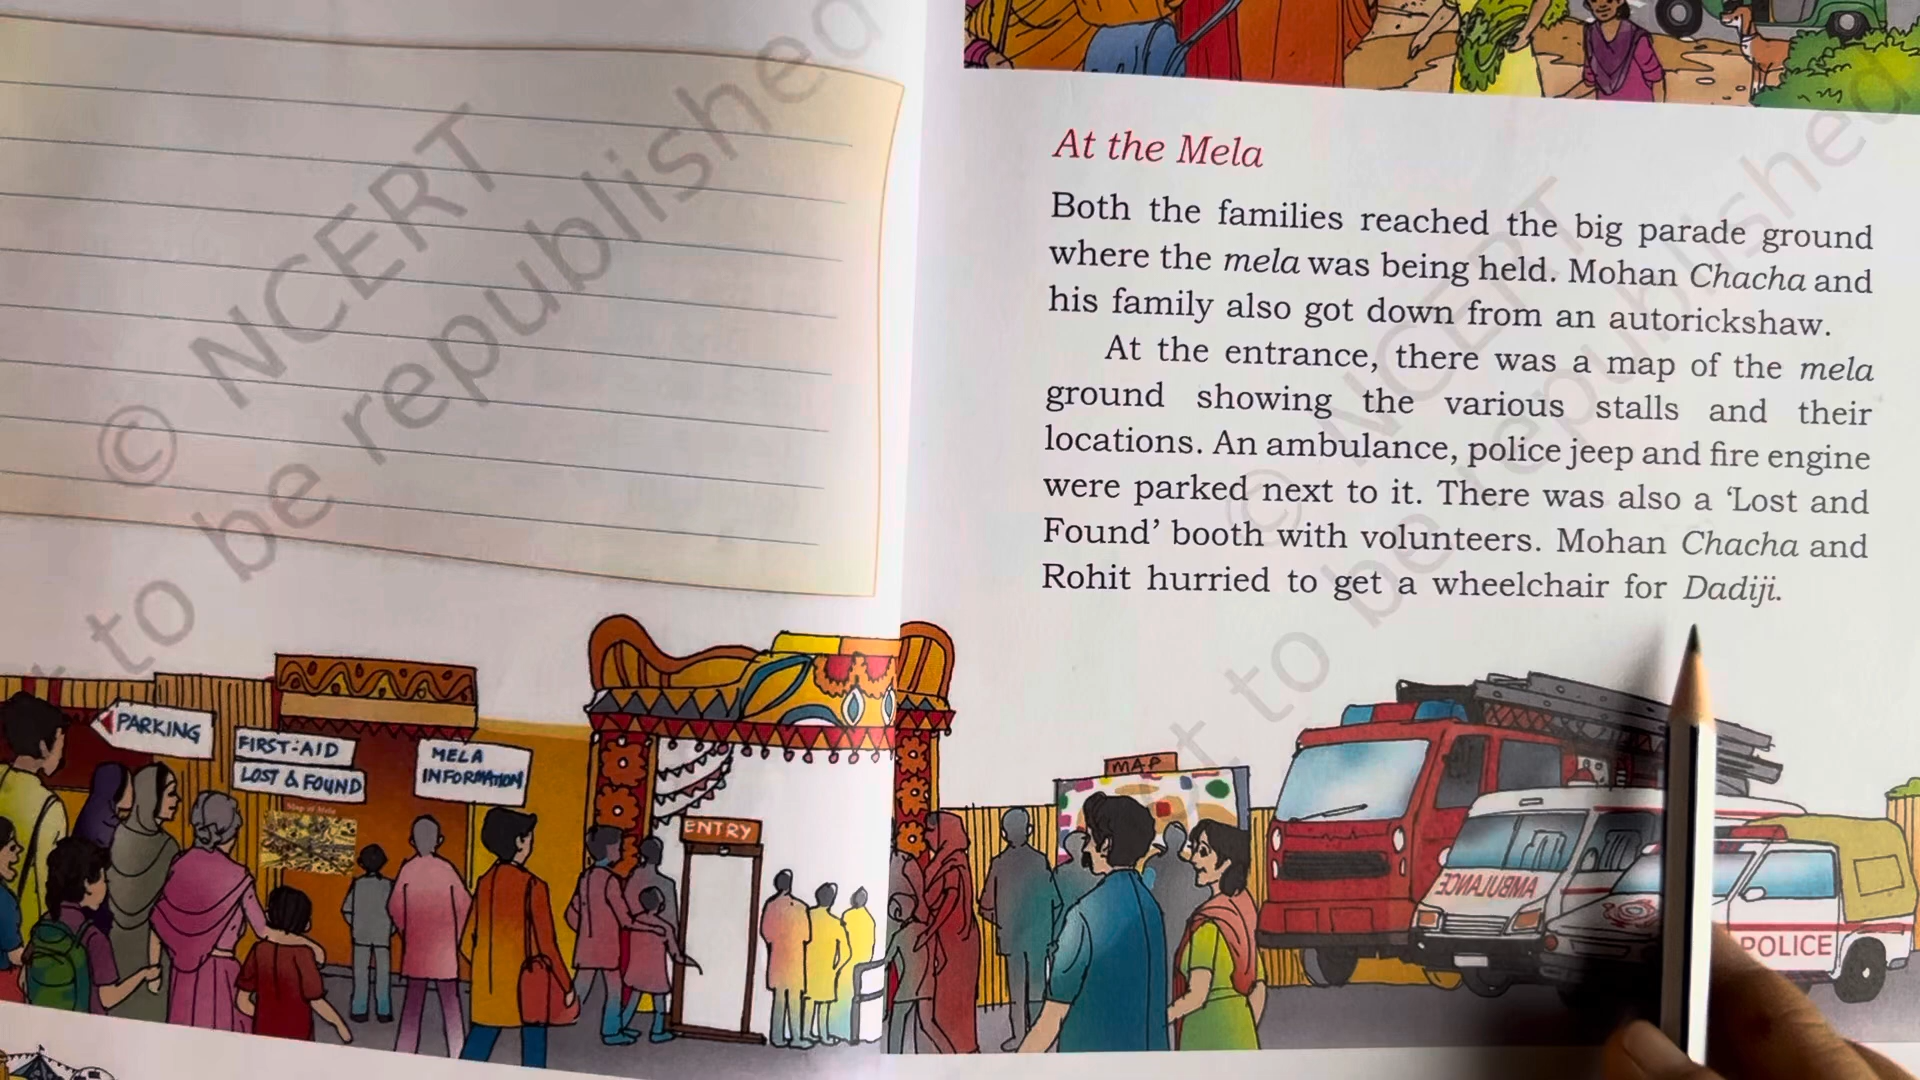 © NCERT
to be republished
At the Mela
Both the families reached the big parade ground
where the mela was being held. Mohan Chacha and
his family also got down from an autorickshaw.
At the entrance, there was a map of the mela
ground showing the various stalls and their
locations. An ambulance, police jeep and fire engine
were parked next to it. There was also a ‘Lost and
Found’ booth with volunteers. Mohan Chacha and
Rohit hurried to get a wheelchair for Dadiji.
© NCERT
to be republished
PARKING
FIRST-AID
LOST & FOUND
MELA
INFORMATION
Map of Mela
ENTRY
MAP
AMBULANCE
POLICE